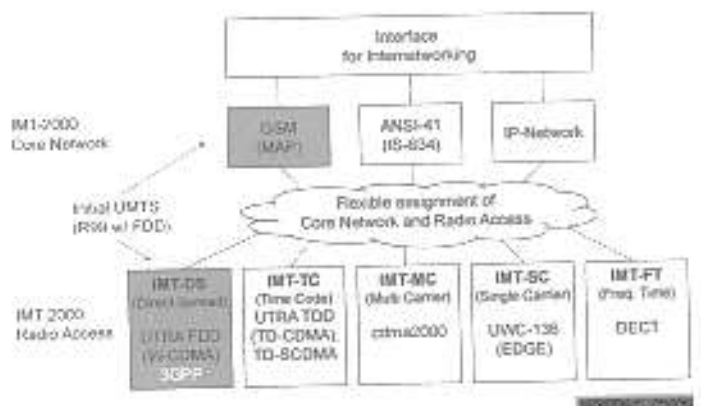 Interface
for Internetworking
IMT-2000
Core Network
GSM
(MAP)
ANSI-41
(IS-634)
IP-Network
Initial UMTS
(R99 w/ FDD)
Flexible assignment of
Core Network and Radio Access
IMT-2000
Radio Access
IMT-DS
(Direct Spread)
UTRA FDD
(W-CDMA)
3GPP
IMT-TC
(Time Code)
UTRA TDD
(TD-CDMA);
TD-SCDMA
IMT-MC
(Multi Carrier)
cdma2000
IMT-SC
(Single Carrier)
UWC-136
(EDGE)
IMT-FT
(Freq. Time)
DECT